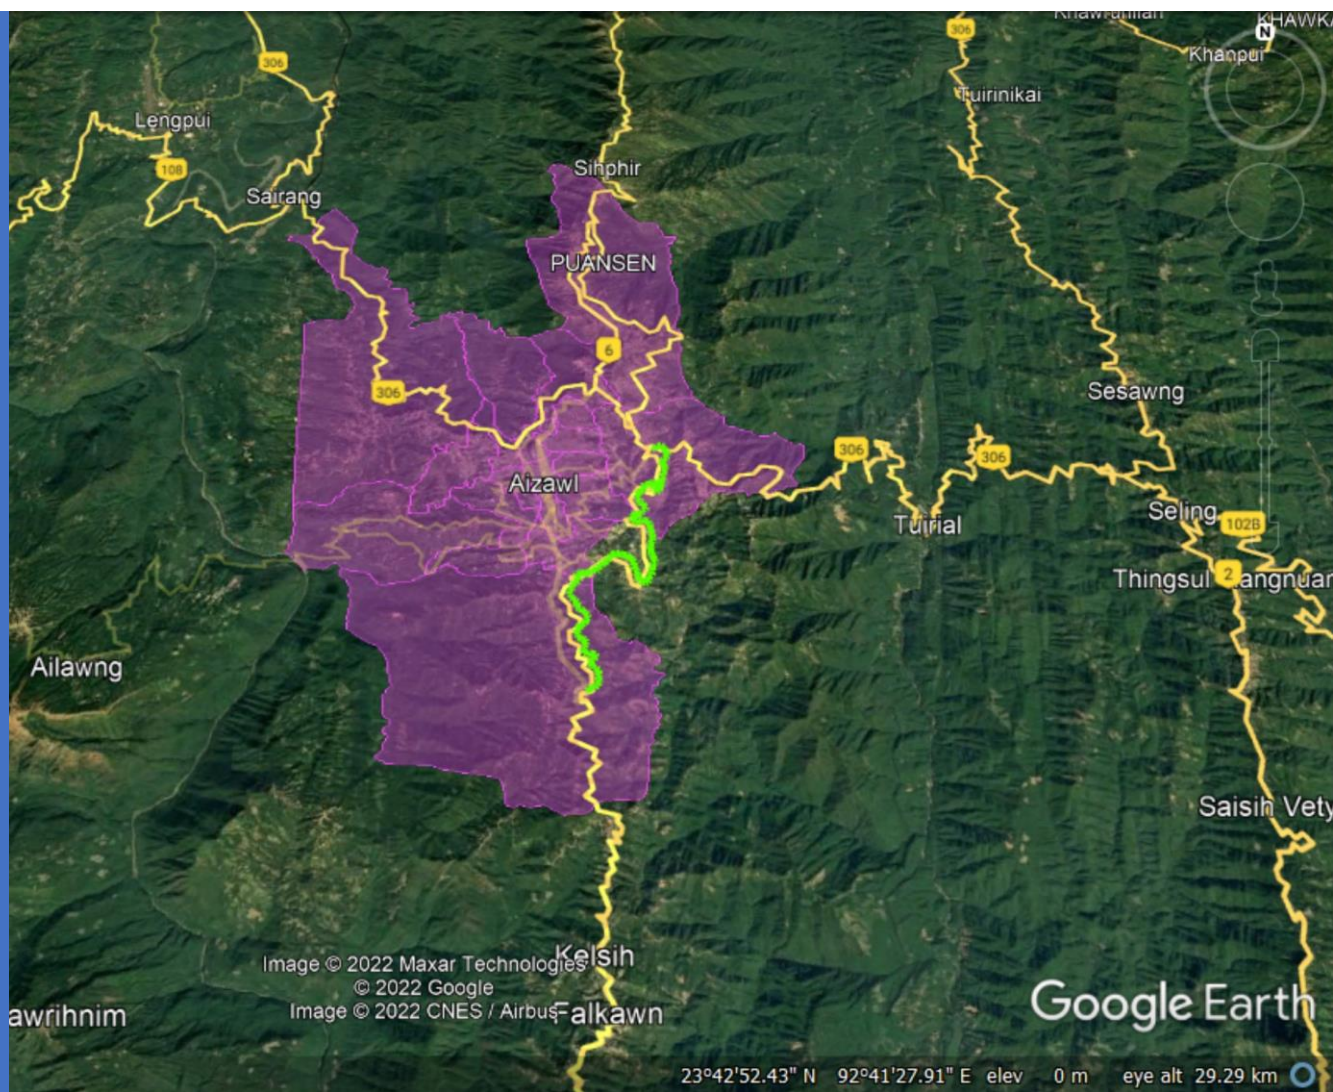 Khawruhlian
KHAWKA
N
306
306
Khanpui
Tuirinikai
Lengpui
108
Sihphir
Sairang
PUANSEN
6
306
Sesawng
306
306
Aizawl
Seling
Tuirial
102B
Thingsul
2
angnuar
Ailawng
Saisih Vety
Kelsih
Image © 2022 Maxar Technologies
© 2022 Google
Image © 2022 CNES / Airbus
Falkawn
awrihnim
Google Earth
23°42'52.43" N 92°41'27.91" E elev 0 m eye alt 29.29 km